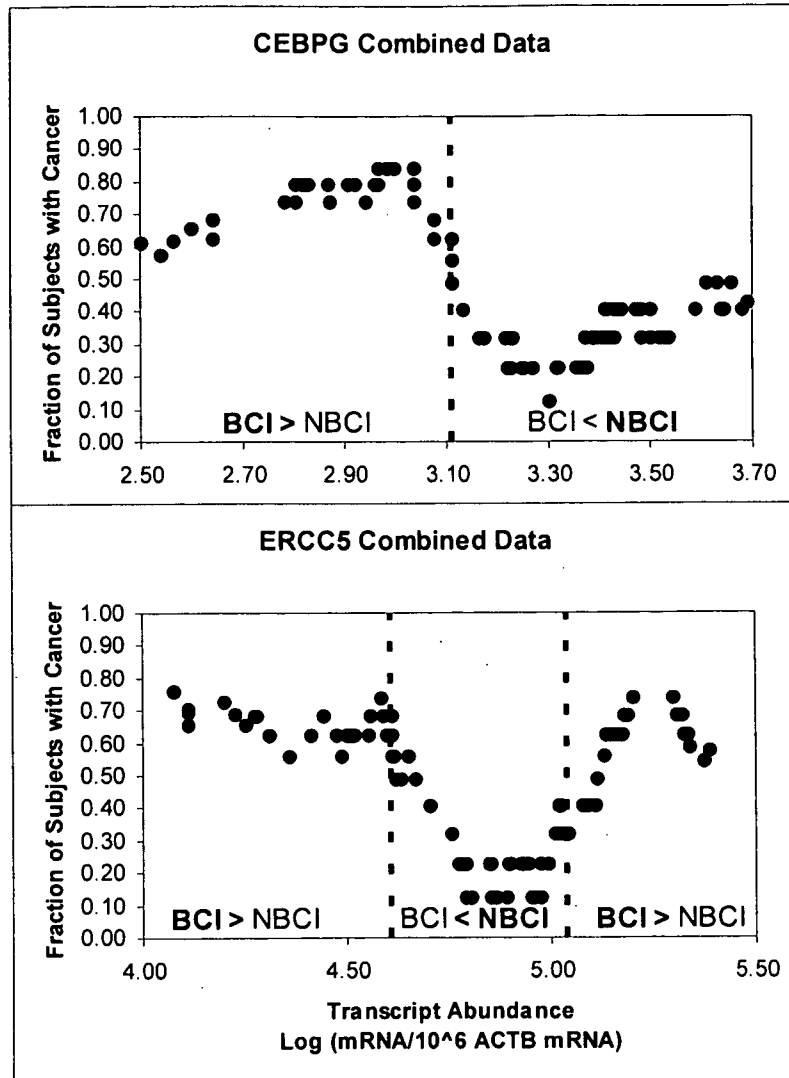 CEBPG Combined Data
Fraction of Subjects with Cancer
1.00
0.90
0.80
0.70
0.60
0.50
0.40
0.30
0.20
0.10
0.00
BCI > NBCI
BCI < NBCI
2.50 2.70 2.90 3.10 3.30 3.50 3.70
ERCC5 Combined Data
Fraction of Subjects with Cancer
1.00
0.90
0.80
0.70
0.60
0.50
0.40
0.30
0.20
0.10
0.00
BCI > NBCI
BCI < NBCI
BCI > NBCI
4.00 4.50 5.00 5.50
Transcript Abundance
Log (mRNA/10^6 ACTB mRNA)